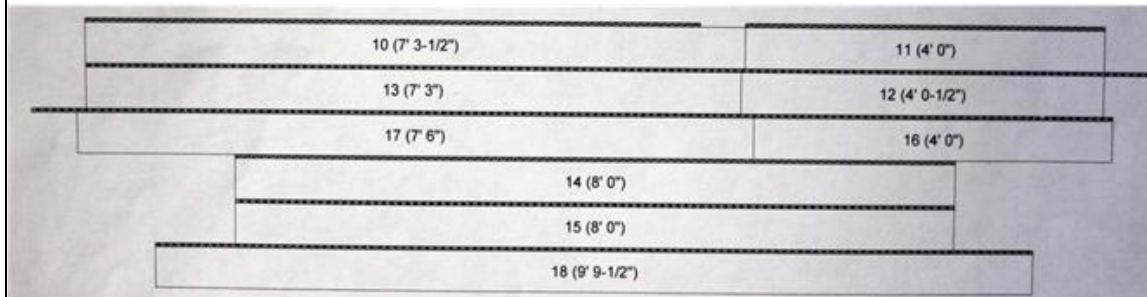 10 (7' 3-1/2") 11 (4' 0")
13 (7' 3") 12 (4' 0-1/2")
17 (7' 6") 16 (4' 0")
14 (8' 0")
15 (8' 0")
18 (9' 9-1/2")